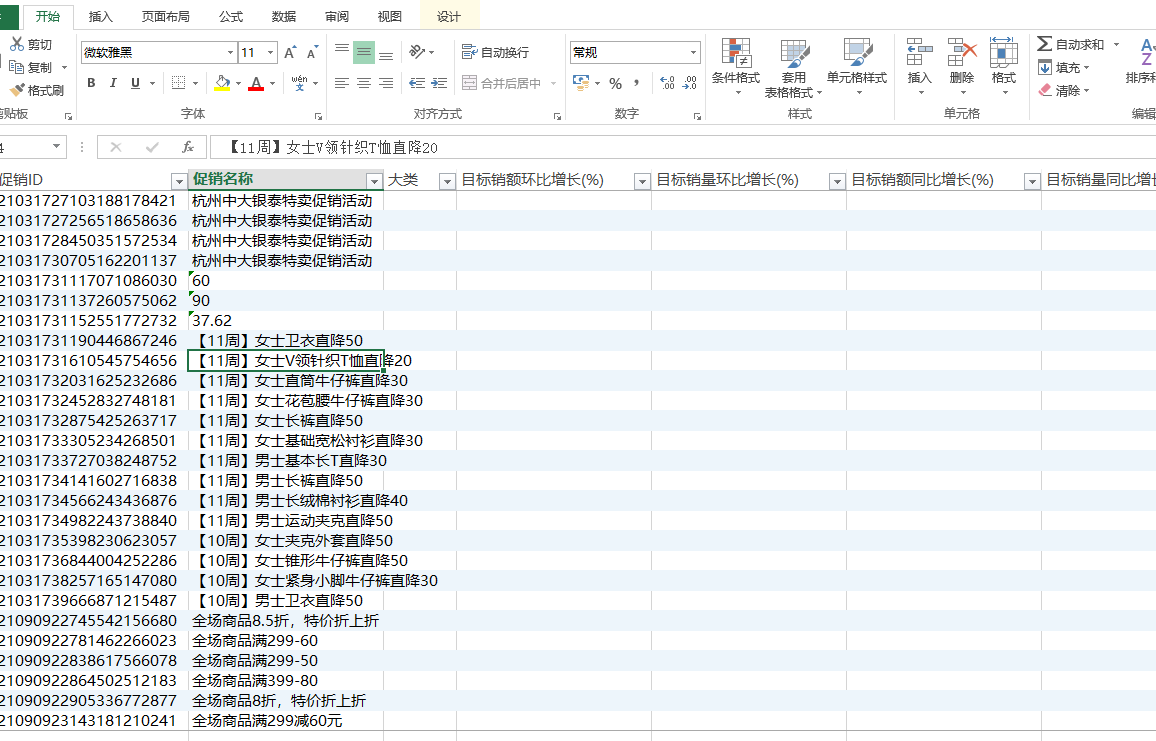 开始 插入 页面布局 公式 数据 审阅 视图 设计
剪切
复制
格式刷
微软雅黑 11
B I U
A A
A wén
自动换行
合并后居中
常规
% ,
条件格式 套用
表格格式 单元格样式
插入 删除 格式
自动求和
填充
清除
剪贴板 字体 对齐方式 数字 样式 单元格
fx 【11周】女士V领针织T恤直降20
促销ID 促销名称 大类 目标销额环比增长(%) 目标销量环比增长(%) 目标销额同比增长(%) 目标销量同比增长
21031727103188178421 杭州中大银泰特卖促销活动
21031727256518658636 杭州中大银泰特卖促销活动
21031728450351572534 杭州中大银泰特卖促销活动
21031730705162201137 杭州中大银泰特卖促销活动
21031731117071086030 60
21031731137260575062 90
21031731152551772732 37.62
21031731190446867246 【11周】女士卫衣直降50
21031731610545754656 【11周】女士V领针织T恤直降20
21031732031625232686 【11周】女士直筒牛仔裤直降30
21031732452832748181 【11周】女士花苞腰牛仔裤直降30
21031732875425263717 【11周】女士长裤直降50
21031733305234268501 【11周】女士基础宽松衬衫直降30
21031733727038248752 【11周】男士基本长T直降30
21031734141602716838 【11周】男士长裤直降50
21031734566243436876 【11周】男士长绒棉衬衫直降40
21031734982243738840 【11周】男士运动夹克直降50
21031735398230623057 【10周】女士夹克外套直降50
21031736844004252286 【10周】女士锥形牛仔裤直降50
21031738257165147080 【10周】女士紧身小脚牛仔裤直降30
21031739666871215487 【10周】男士卫衣直降50
21090922745542156680 全场商品8.5折，特价折上折
21090922781462266023 全场商品满299-60
21090922838617566078 全场商品满299-50
21090922864502512183 全场商品满399-80
21090922905336772877 全场商品8折，特价折上折
21090923143181210241 全场商品满299减60元